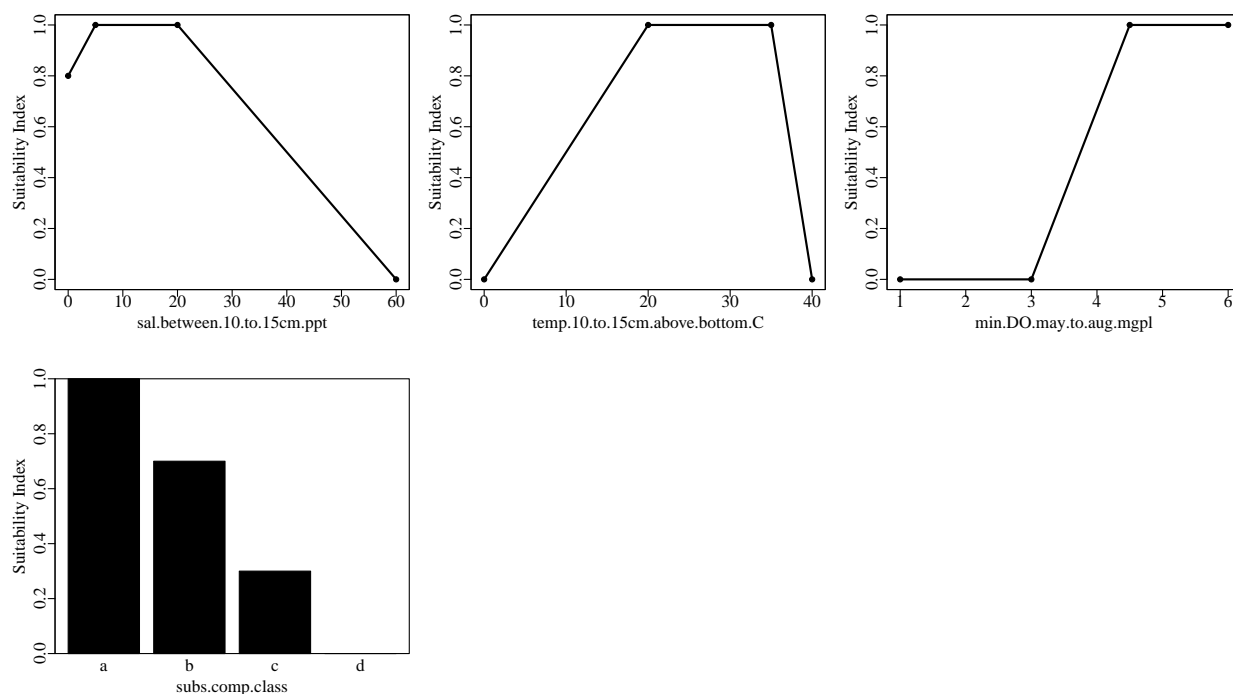 Suitability Index
0.0 0.2 0.4 0.6 0.8 1.0
0 10 20 30 40 50 60
sal.between.10.to.15cm.ppt
Suitability Index
0.0 0.2 0.4 0.6 0.8 1.0
0 10 20 30 40
temp.10.to.15cm.above.bottom.C
Suitability Index
0.0 0.2 0.4 0.6 0.8 1.0
1 2 3 4 5 6
min.DO.may.to.aug.mgpl
Suitability Index
0.0 0.2 0.4 0.6 0.8 1.0
a b c d
subs.comp.class